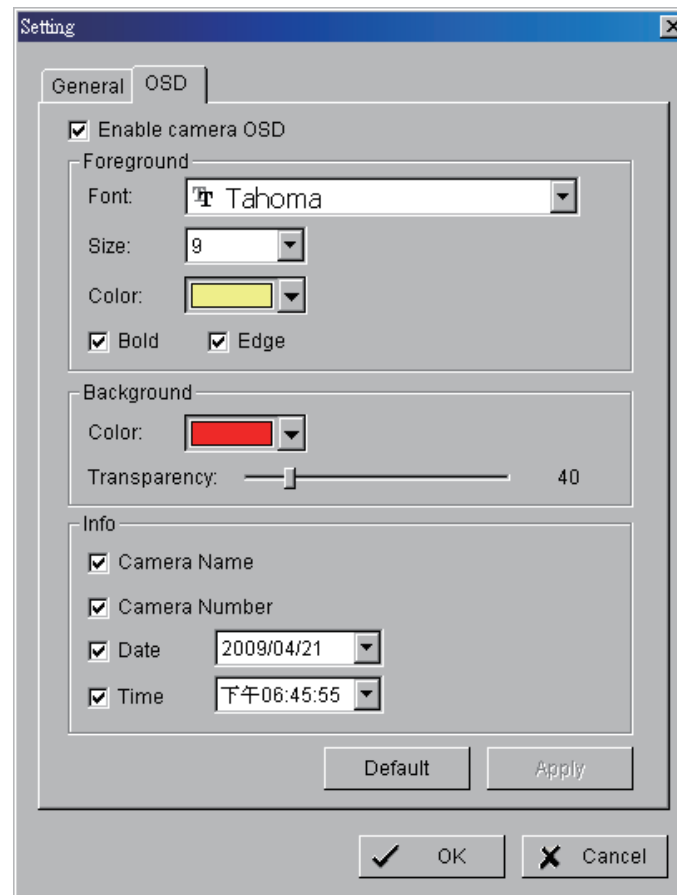 Setting
General OSD
Enable camera OSD
Foreground
Font: Tahoma
Size: 9
Color:
Bold Edge
Background
Color:
Transparency: 40
Info
Camera Name
Camera Number
Date 2009/04/21
Time 下午06:45:55
Default Apply
OK Cancel